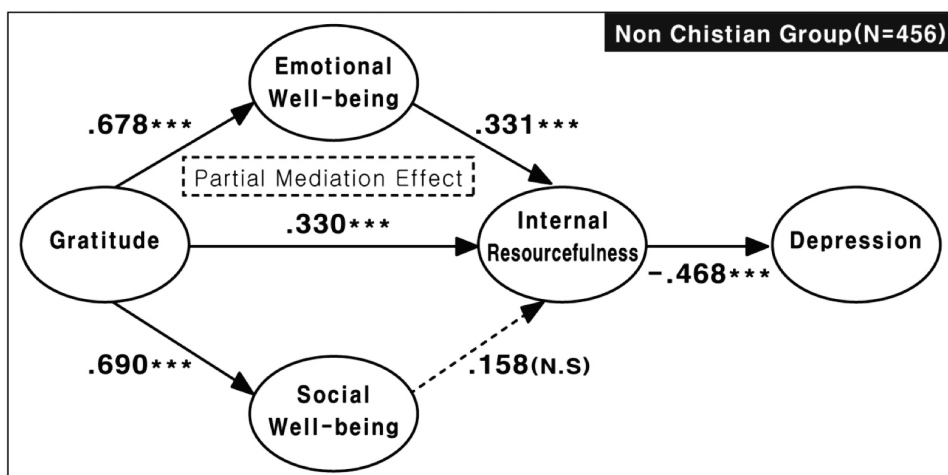 Non Chistian Group(N=456)
Emotional
Well-being
.678***
.331***
Partial Mediation Effect
Gratitude
.330***
Internal
Resourcefulness
-.468***
Depression
.690***
.158(N.S)
Social
Well-being